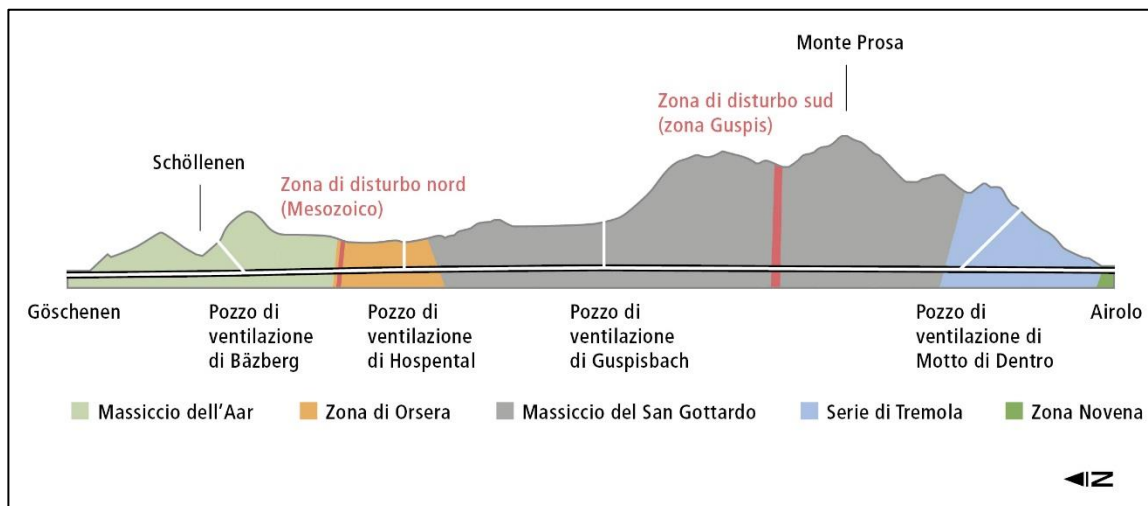 Monte Prosa
Zona di disturbo sud
(zona Guspis)
Schöllenen
Zona di disturbo nord
(Mesozoico)
Göschenen
Pozzo di
ventilazione
di Bäzberg
Pozzo di
ventilazione
di Hospental
Pozzo di
ventilazione
di Guspisbach
Pozzo di
ventilazione di
Motto di Dentro
Airolo
Massiccio dell'Aar
Zona di Orsera
Massiccio del San Gottardo
Serie di Tremola
Zona Novena
N